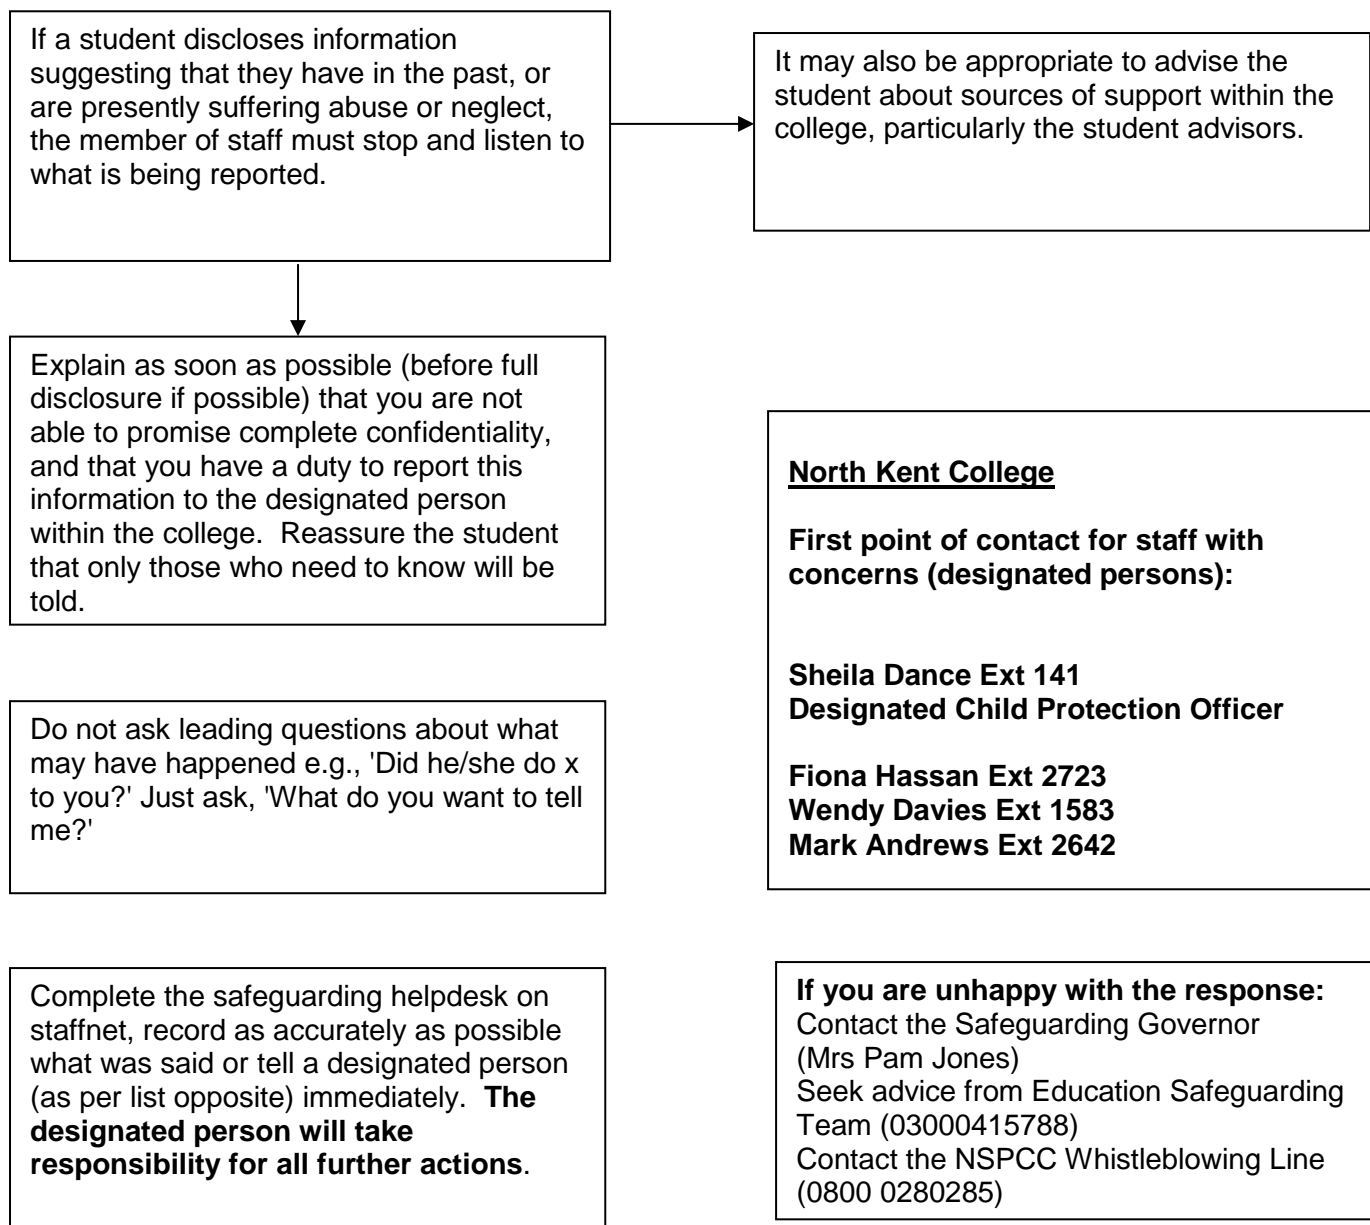 If a student discloses information
suggesting that they have in the past, or
are presently suffering abuse or neglect,
the member of staff must stop and listen to
what is being reported.
It may also be appropriate to advise the
student about sources of support within the
college, particularly the student advisors.
Explain as soon as possible (before full
disclosure if possible) that you are not
able to promise complete confidentiality,
and that you have a duty to report this
information to the designated person
within the college.  Reassure the student
that only those who need to know will be
told.
Do not ask leading questions about what
may have happened e.g., 'Did he/she do x
to you?' Just ask, 'What do you want to tell
me?'
Complete the safeguarding helpdesk on
staffnet, record as accurately as possible
what was said or tell a designated person
(as per list opposite) immediately.  The
designated person will take
responsibility for all further actions.
North Kent College
First point of contact for staff with
concerns (designated persons):
Sheila Dance Ext 141
Designated Child Protection Officer
Fiona Hassan Ext 2723
Wendy Davies Ext 1583
Mark Andrews Ext 2642
If you are unhappy with the response:
Contact the Safeguarding Governor
(Mrs Pam Jones)
Seek advice from Education Safeguarding
Team (03000415788)
Contact the NSPCC Whistleblowing Line
(0800 0280285)